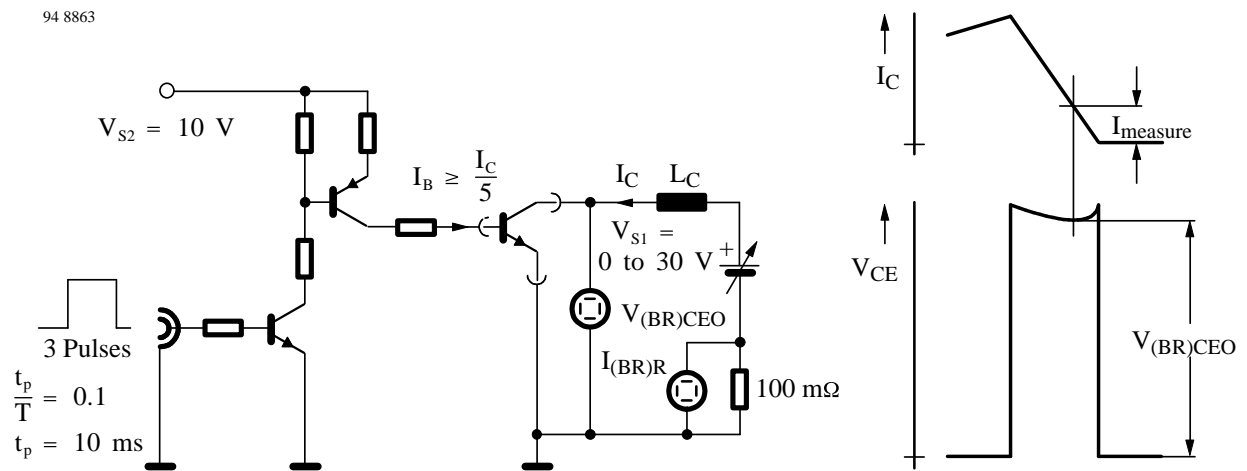 94 8863
V_S2 = 10 V
I_B ≥ I_C/5
I_C
L_C
V_S1 =
0 to 30 V
+
V_(BR)CEO
I_(BR)R
100 mΩ
3 Pulses
t_p/T = 0.1
t_p = 10 ms
I_C
I_measure
V_CE
V_(BR)CEO